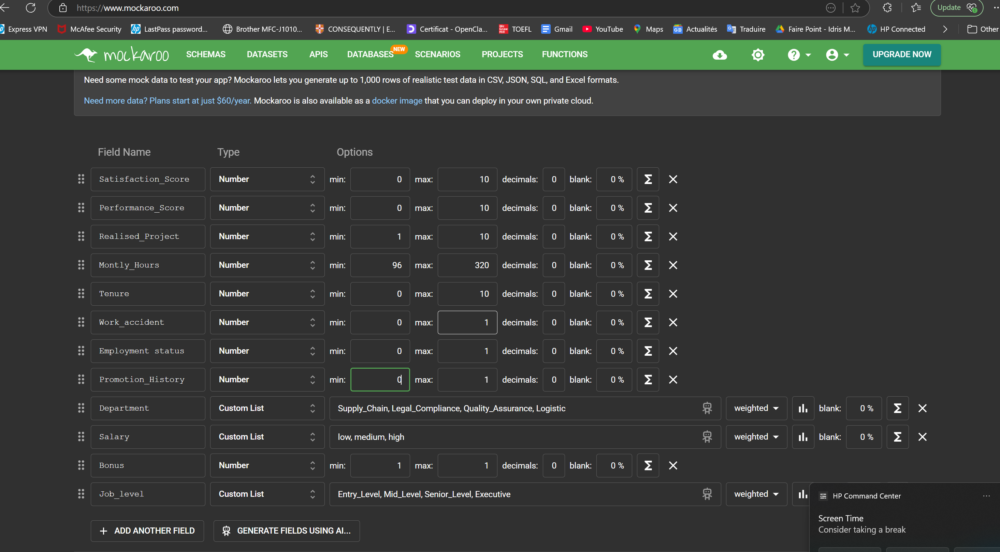 https://www.mockaroo.com
Update
Express VPN McAfee Security LastPass password... Brother MFC-J1010... CONSEQUENTLY | E... Certificat - OpenCla... TOEFL Gmail YouTube Maps Actualités Traduire Faire Point - Idris M... HP Connected Other
mockaroo SCHEMAS DATASETS APIS DATABASES NEW SCENARIOS PROJECTS FUNCTIONS UPGRADE NOW
Need some mock data to test your app? Mockaroo lets you generate up to 1,000 rows of realistic test data in CSV, JSON, SQL, and Excel formats.
Need more data? Plans start at just $60/year. Mockaroo is also available as a docker image that you can deploy in your own private cloud.
Field Name Type Options
Satisfaction_Score Number min: 0 max: 10 decimals: 0 blank: 0 % Σ
Performance_Score Number min: 0 max: 10 decimals: 0 blank: 0 % Σ
Realised_Project Number min: 1 max: 10 decimals: 0 blank: 0 % Σ
Montly_Hours Number min: 96 max: 320 decimals: 0 blank: 0 % Σ
Tenure Number min: 0 max: 10 decimals: 0 blank: 0 % Σ
Work_accident Number min: 0 max: 1 decimals: 0 blank: 0 % Σ
Employment status Number min: 0 max: 1 decimals: 0 blank: 0 % Σ
Promotion_History Number min: 0 max: 1 decimals: 0 blank: 0 % Σ
Department Custom List Supply_Chain, Legal_Compliance, Quality_Assurance, Logistic weighted blank: 0 % Σ
Salary Custom List low, medium, high weighted blank: 0 % Σ
Bonus Number min: 1 max: 1 decimals: 0 blank: 0 % Σ
Job_level Custom List Entry_Level, Mid_Level, Senior_Level, Executive weighted
HP Command Center
Screen Time
Consider taking a break
+ ADD ANOTHER FIELD GENERATE FIELDS USING AI...